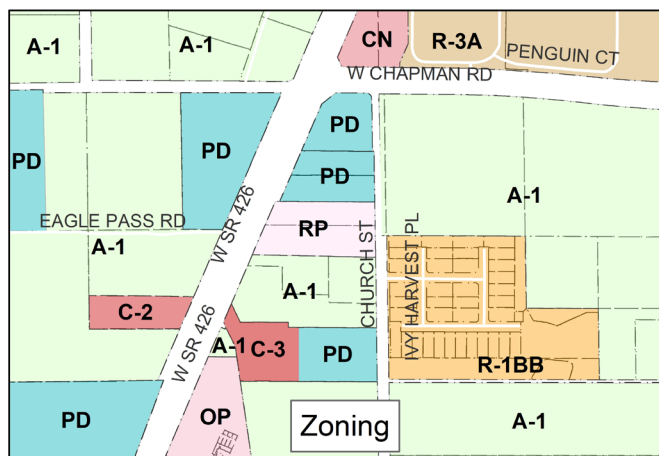 A-1
A-1
CN
R-3A
PENGUIN CT
W CHAPMAN RD
PD
PD
PD
PD
A-1
EAGLE PASS RD
A-1
W SR 426
RP
CHURCH ST
IVY HARVEST PL
A-1
C-2
W SR 426
A-1
C-3
PD
R-1BB
PD
OP
Zoning
A-1